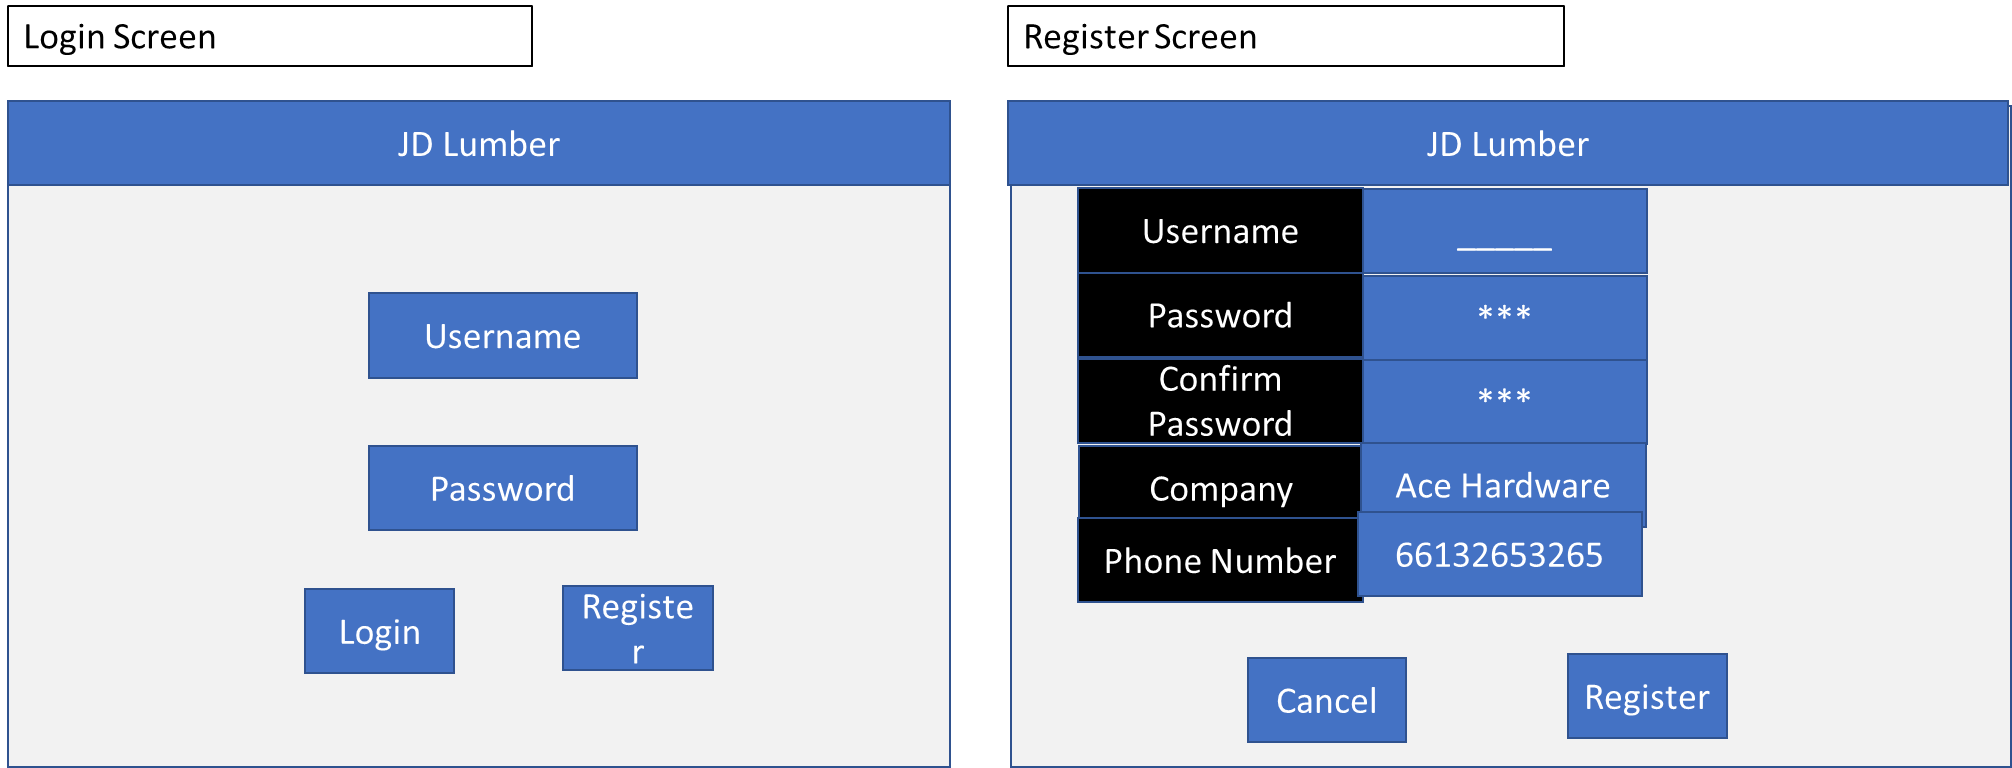 Login Screen
JD Lumber
Username
Password
Login
Registe
r
Register Screen
JD Lumber
Username
_____
Password
***
Confirm
Password
***
Company
Ace Hardware
Phone Number
66132653265
Cancel
Register